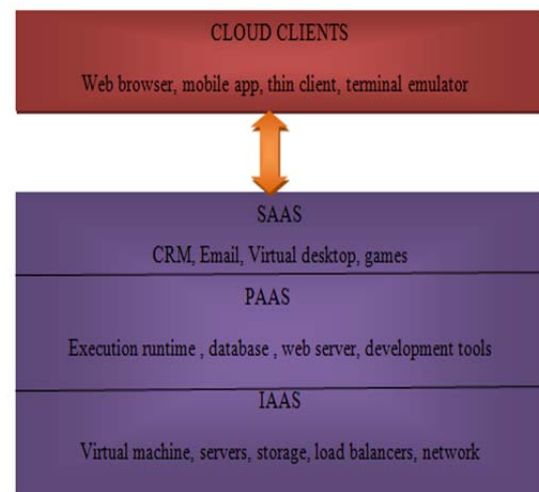 CLOUD CLIENTS
Web browser, mobile app, thin client, terminal emulator
SAAS
CRM, Email, Virtual desktop, games
PAAS
Execution runtime , database , web server, development tools
IAAS
Virtual machine, servers, storage, load balancers, network